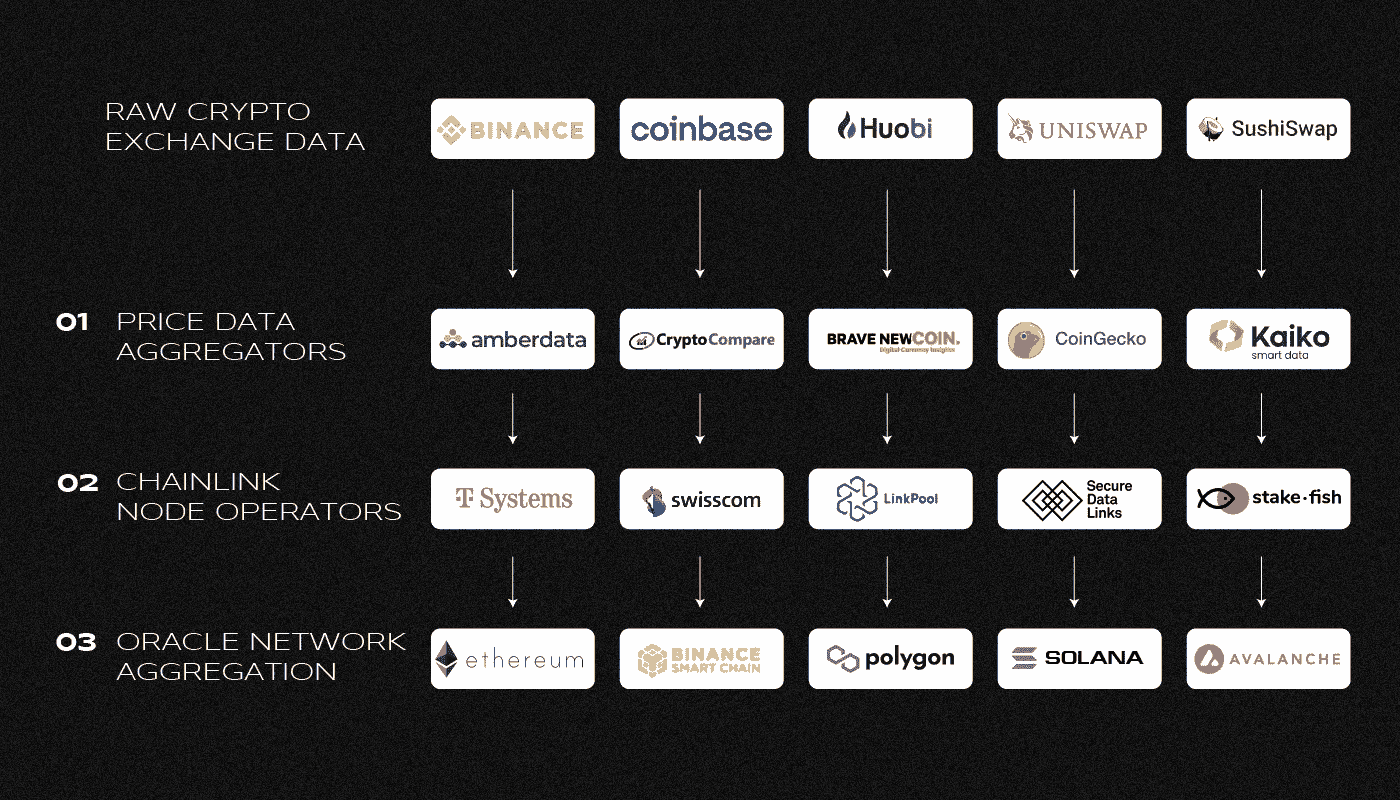 RAW CRYPTO
EXCHANGE DATA
BINANCE
coinbase
Huobi
UNISWAP
SushiSwap
01 PRICE DATA
AGGREGATORS
amberdata
CryptoCompare
BRAVE NEWCOIN.
Digital Currency Insights
CoinGecko
Kaiko
smart data
02 CHAINLINK
NODE OPERATORS
T Systems
swisscom
LinkPool
Secure
Data
Links
stake·fish
03 ORACLE NETWORK
AGGREGATION
ethereum
BINANCE
SMART CHAIN
polygon
SOLANA
AVALANCHE